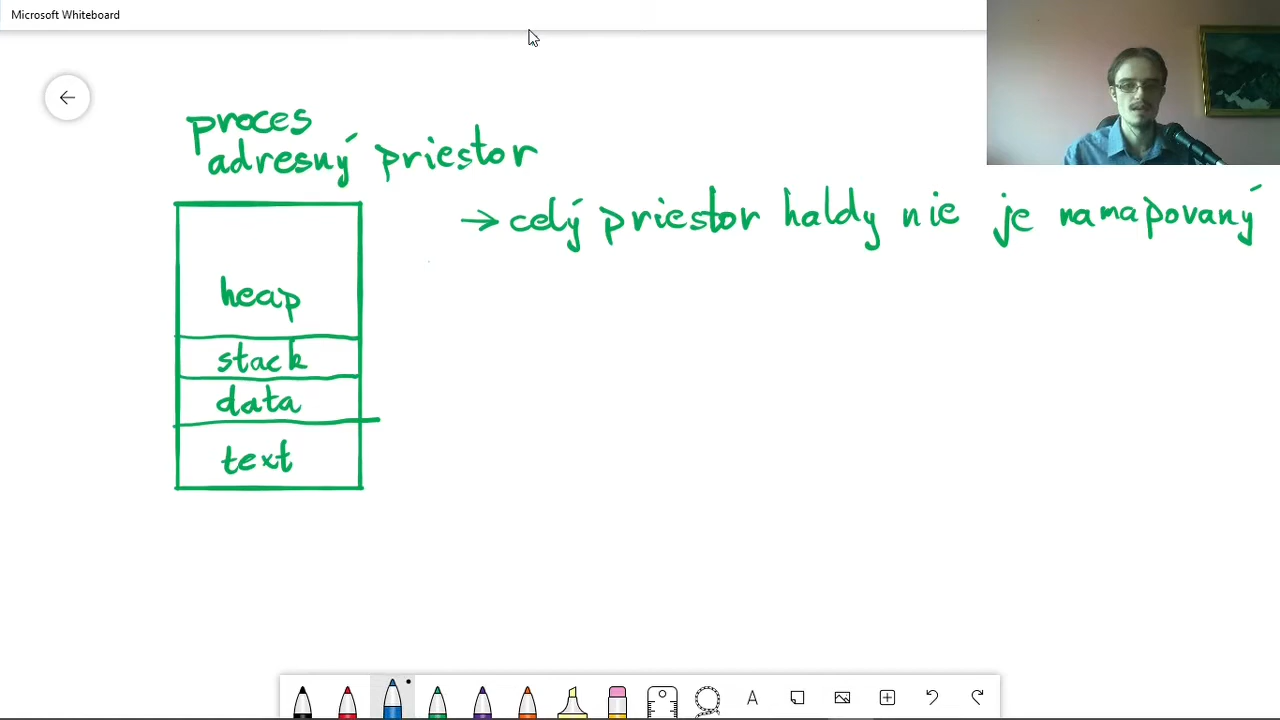 Microsoft Whiteboard
proces
adresný priestor
→ celý priestor haldy nie je namapovaný
heap
stack
data
text
A